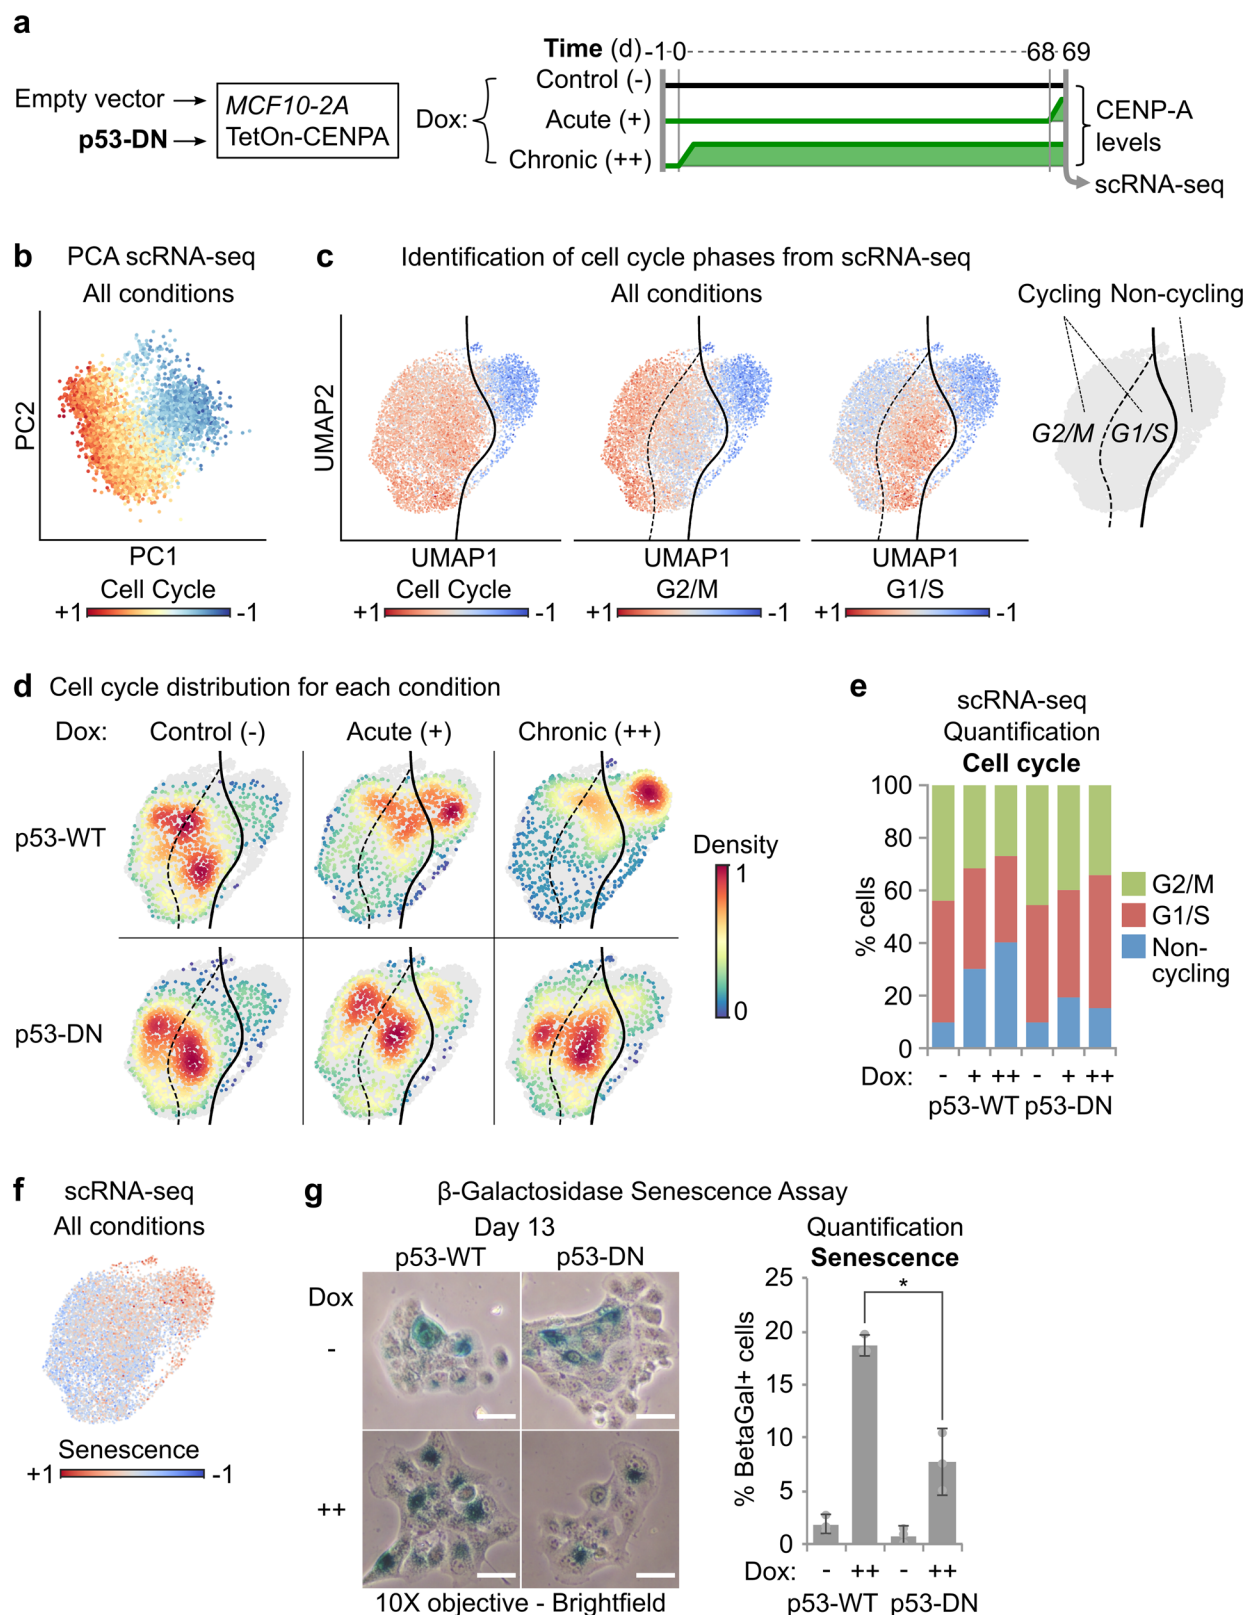 a
Time (d) -1 0 68 69
Empty vector
p53-DN
MCF10-2A
TetOn-CENPA
Dox:
Control (-)
Acute (+)
Chronic (++)
CENP-A
levels
scRNA-seq
b PCA scRNA-seq
All conditions
PC2
PC1
Cell Cycle
+1 -1
c Identification of cell cycle phases from scRNA-seq
All conditions
Cycling Non-cycling
UMAP2
G2/M G1/S
UMAP1 UMAP1 UMAP1
Cell Cycle G2/M G1/S
+1 -1 +1 -1 +1 -1
d Cell cycle distribution for each condition
Dox: Control (-) Acute (+) Chronic (++)
p53-WT
p53-DN
Density
1
0
e
scRNA-seq
Quantification
Cell cycle
% cells
100
80
60
40
20
0
G2/M
G1/S
Non-
cycling
Dox: - + ++ - + ++
p53-WT p53-DN
f scRNA-seq
All conditions
Senescence
+1 -1
g β-Galactosidase Senescence Assay
Day 13
p53-WT p53-DN
Dox
-
++
10X objective - Brightfield
Quantification
Senescence
% BetaGal+ cells
25
20
15
10
5
0
*
Dox: - ++ - ++
p53-WT p53-DN